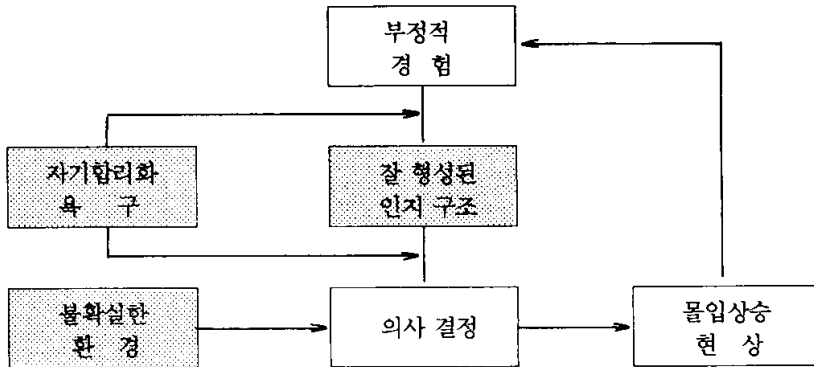 부정적
경 험
자기합리화
욕 구
잘 형성된
인지 구조
불확실한
환 경
의사 결정
몰입상승
현 상